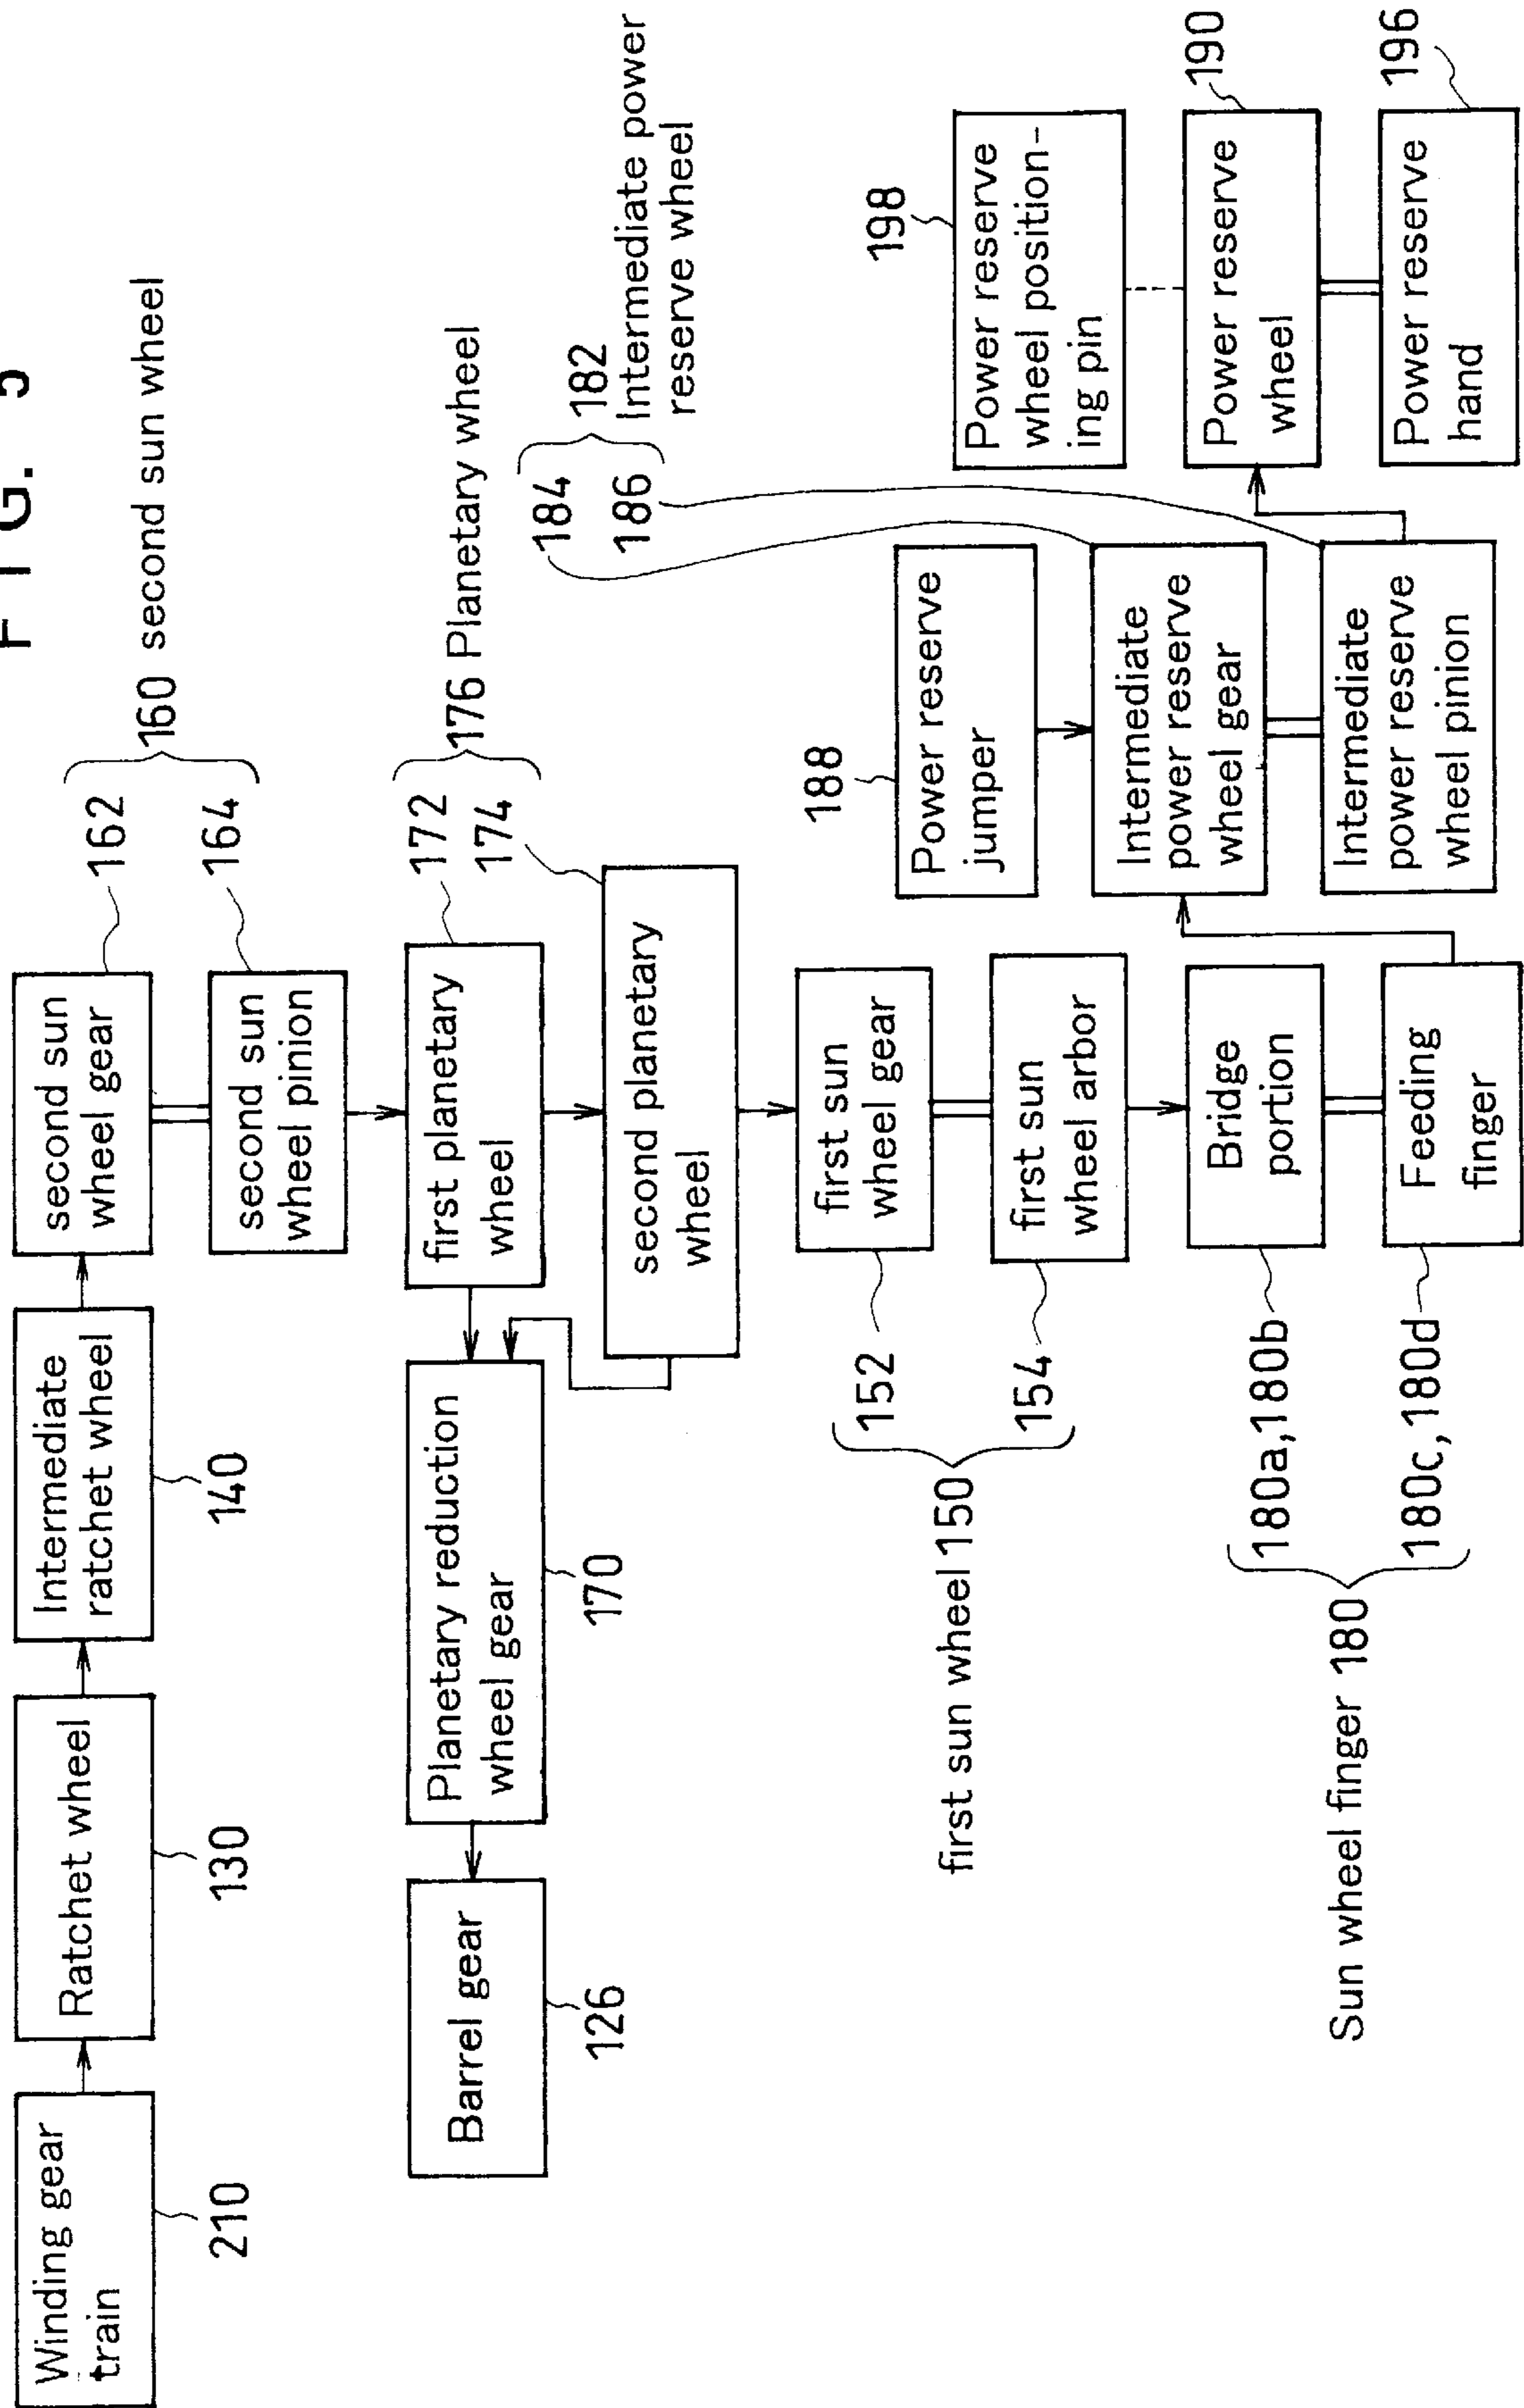 FIG. 5
Winding gear
train
210
Ratchet wheel
130
Intermediate
ratchet wheel
140
second sun
wheel gear
162
second sun
wheel pinion
164
160 second sun wheel
Barrel gear
126
Planetary reduction
wheel gear
170
first planetary
wheel
172
second planetary
wheel
174
176 Planetary wheel
first sun
wheel gear
152
first sun
wheel arbor
154
first sun wheel 150
Bridge
portion
180a,180b
Feeding
finger
180c, 180d
Sun wheel finger 180
188
Power reserve
jumper
Intermediate
power reserve
wheel gear
184
Intermediate
power reserve
wheel pinion
186
182
Intermediate power
reserve wheel
198
Power reserve
wheel position-
ing pin
Power reserve
wheel
190
Power reserve
hand
196